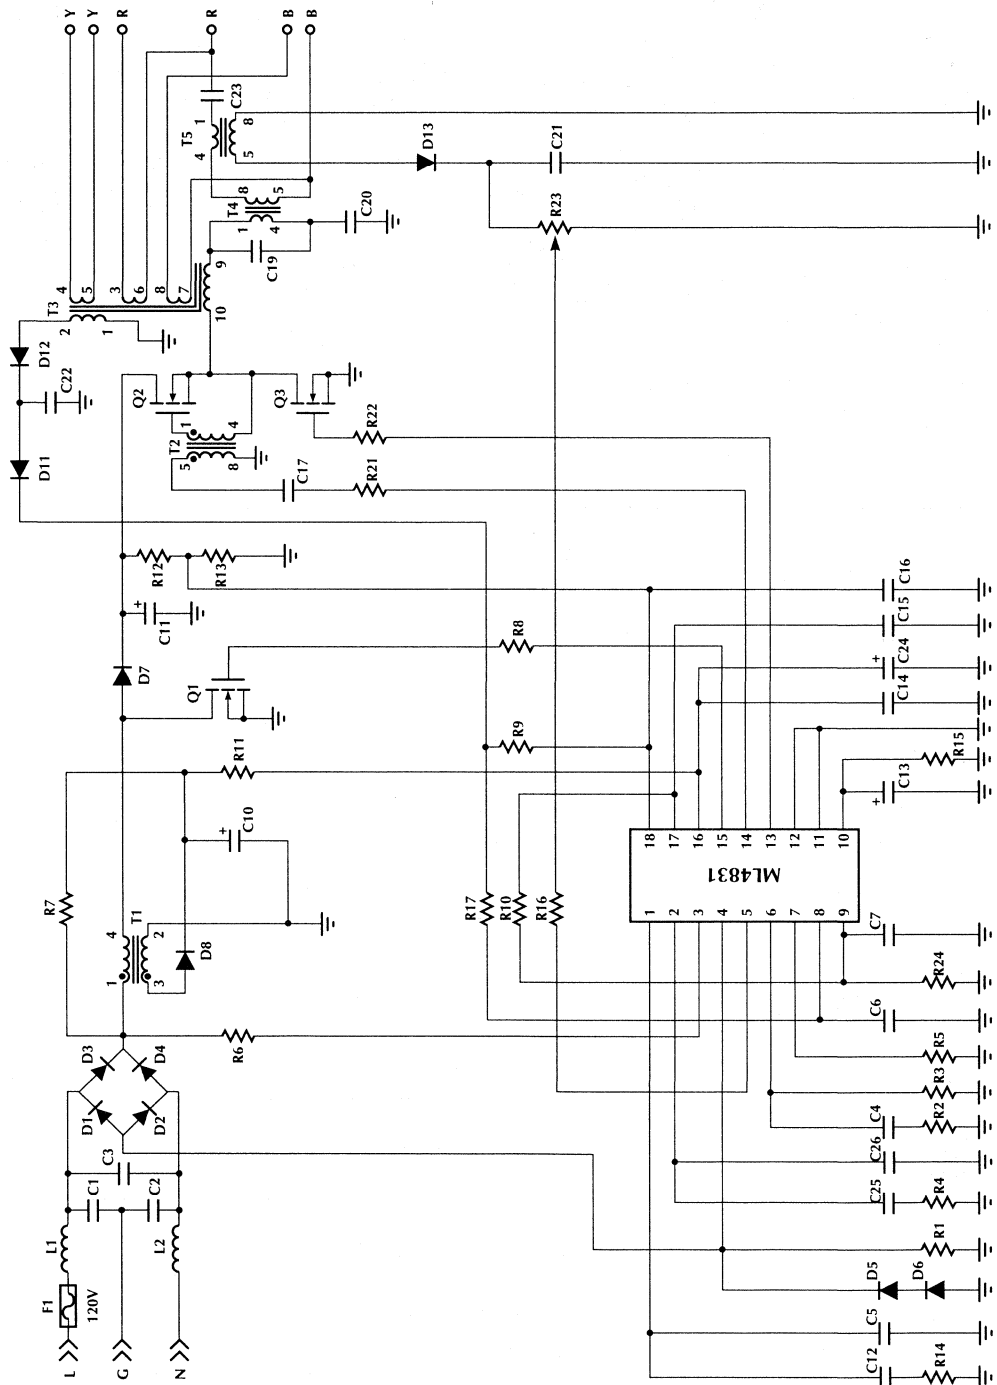 Y
Y
R
R
B
B
C23
T5
1
4
8
5
D13
C21
R23
T4
8
5
1
4
C20
C19
T3
4
5
3
6
8
7
2
1
9
10
D12
C22
D11
Q2
Q3
T2
1
4
5
8
R22
C17
R21
R12
R13
C11
+
D7
Q1
R8
R9
R11
C10
+
R7
T1
4
1
2
3
D8
R17
R10
R16
C16
C15
C24
+
C14
R15
C13
+
18
17
16
15
14
13
12
11
10
ML4831
1
2
3
4
5
6
7
8
9
C7
R24
C6
R5
R3
C4
R2
C26
C25
R4
R1
D5
D6
C5
C12
R14
R6
D3
D4
D1
D2
C3
C1
C2
L1
L2
F1
120V
L
G
N